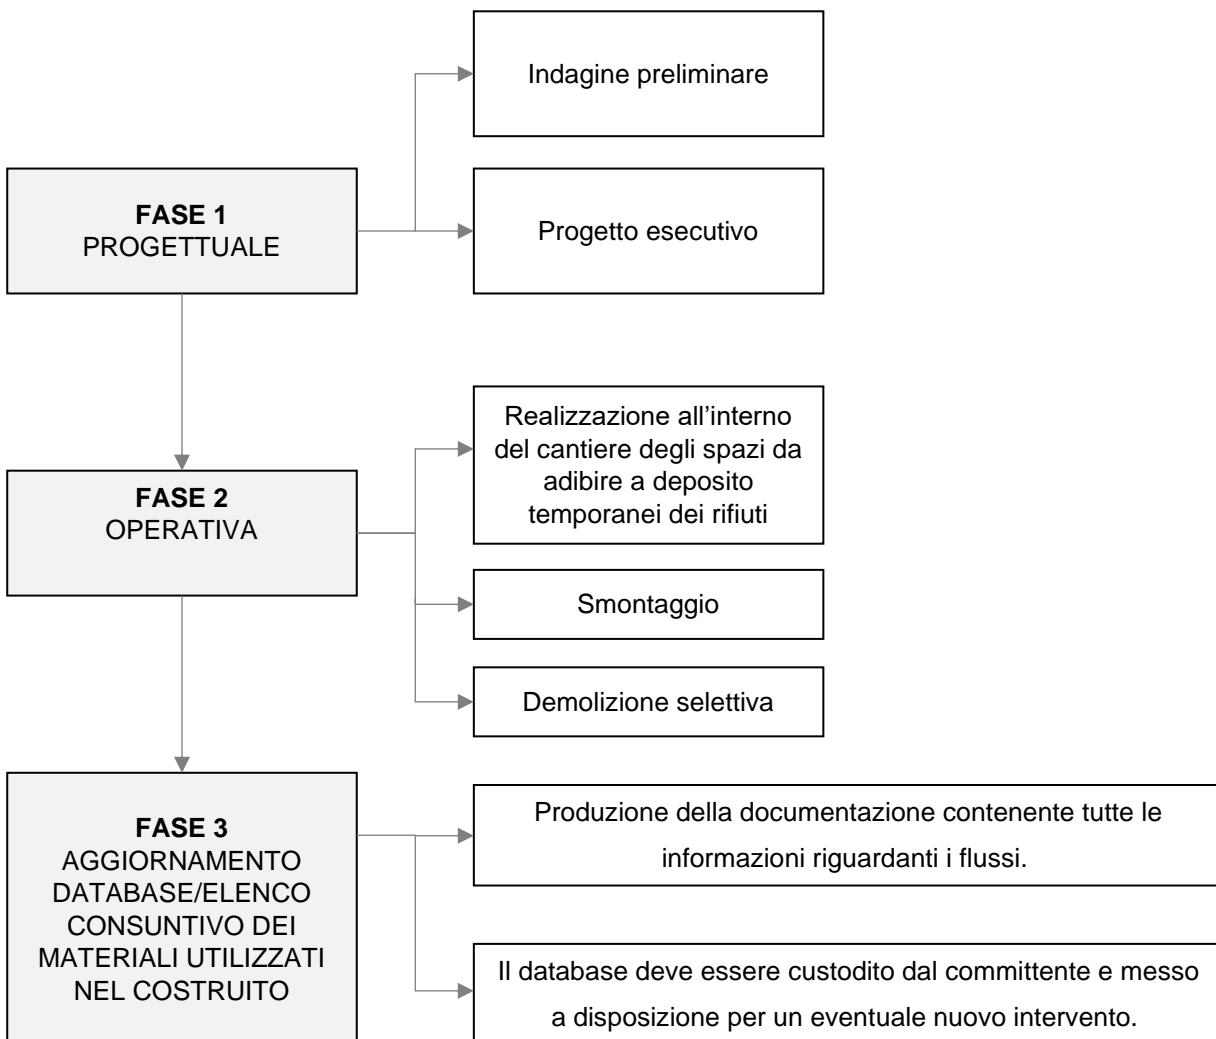 Indagine preliminare
FASE 1
PROGETTUALE
Progetto esecutivo
Realizzazione all’interno
del cantiere degli spazi da
adibire a deposito
temporanei dei rifiuti
FASE 2
OPERATIVA
Smontaggio
Demolizione selettiva
FASE 3
AGGIORNAMENTO
DATABASE/ELENCO
CONSUNTIVO DEI
MATERIALI UTILIZZATI
NEL COSTRUITO
Produzione della documentazione contenente tutte le
informazioni riguardanti i flussi.
Il database deve essere custodito dal committente e messo
a disposizione per un eventuale nuovo intervento.